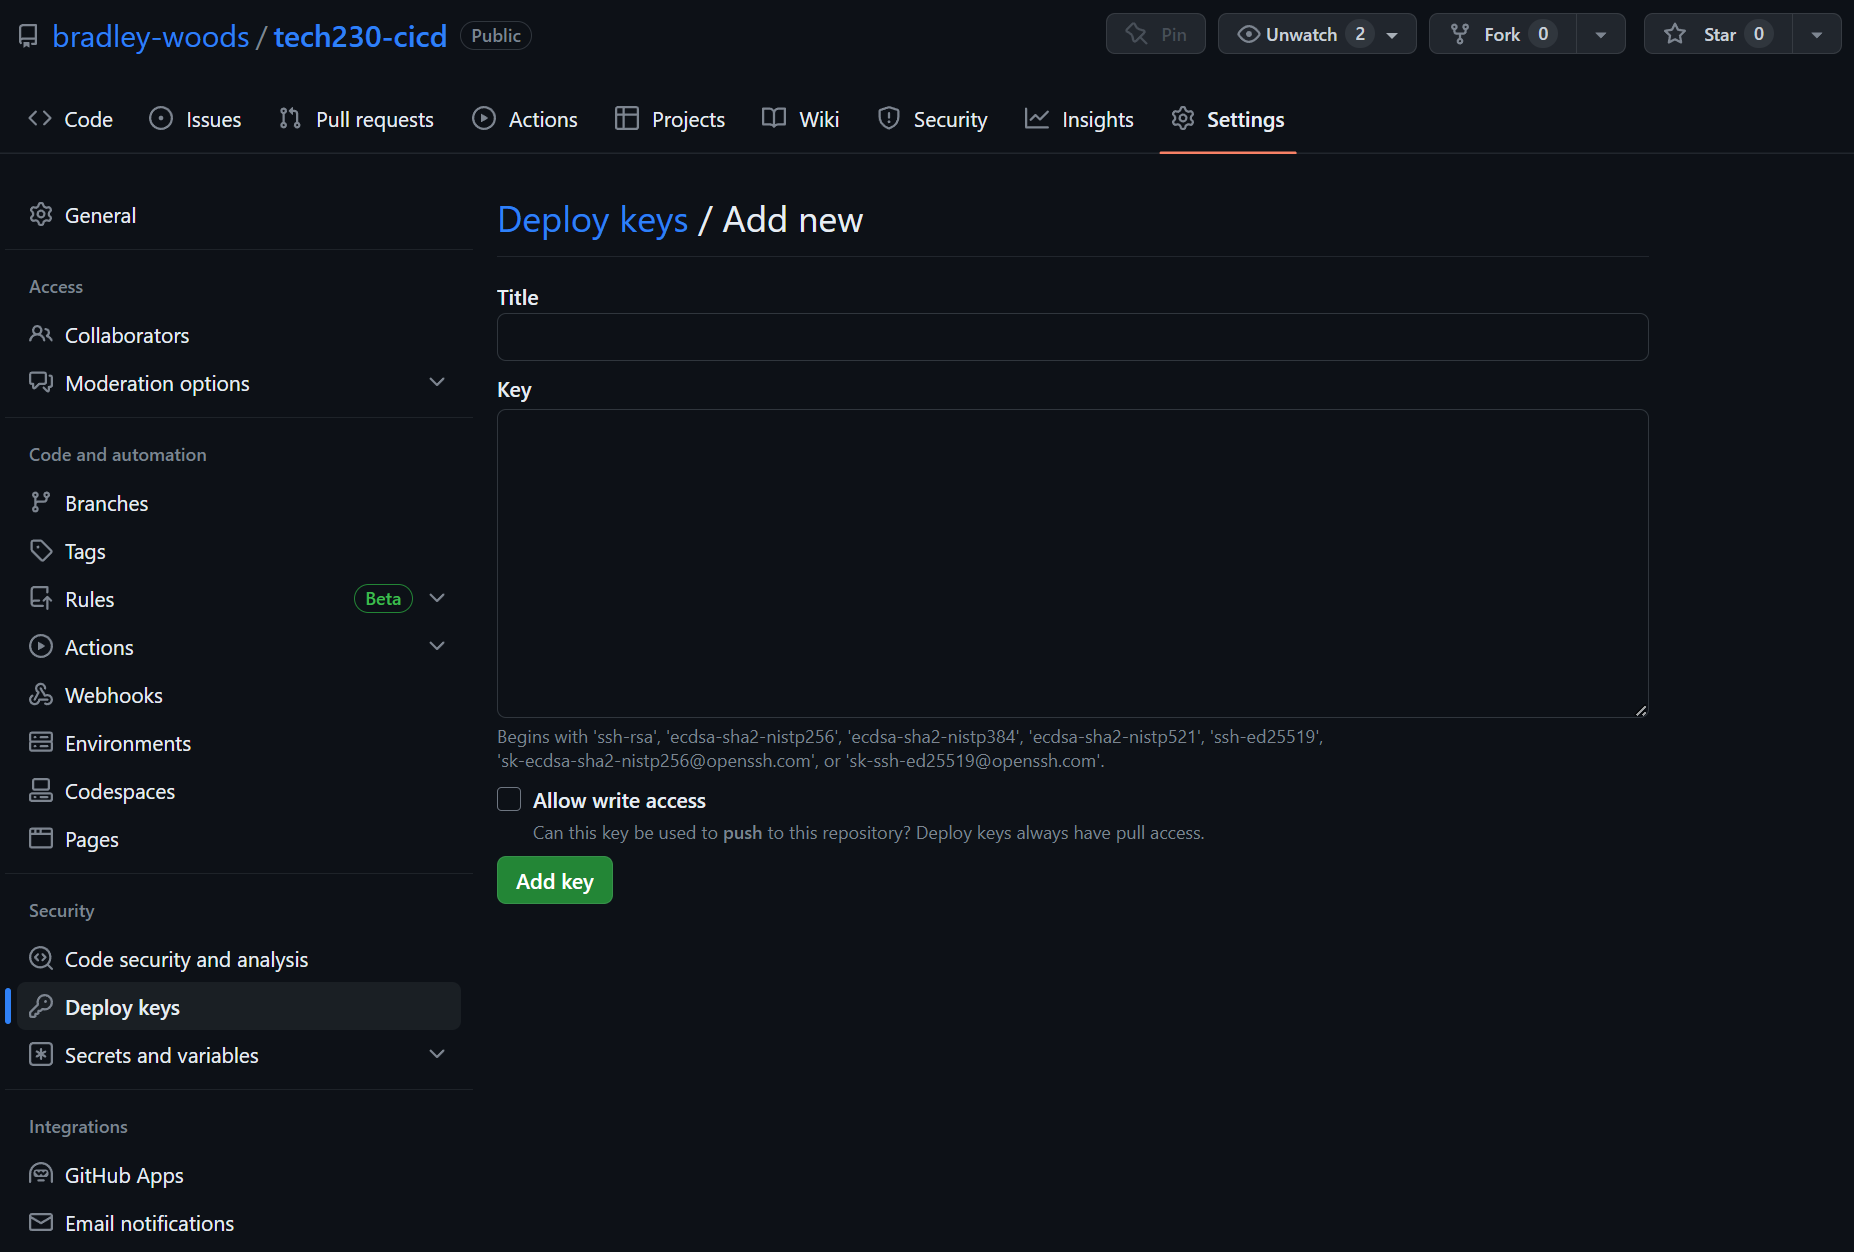 bradley-woods / tech230-cicd Public
Pin
Unwatch 2
Fork 0
Star 0
Code
Issues
Pull requests
Actions
Projects
Wiki
Security
Insights
Settings
General
Access
Collaborators
Moderation options
Code and automation
Branches
Tags
Rules Beta
Actions
Webhooks
Environments
Codespaces
Pages
Security
Code security and analysis
Deploy keys
Secrets and variables
Integrations
GitHub Apps
Email notifications
Deploy keys / Add new
Title
Key
Begins with 'ssh-rsa', 'ecdsa-sha2-nistp256', 'ecdsa-sha2-nistp384', 'ecdsa-sha2-nistp521', 'ssh-ed25519',
'sk-ecdsa-sha2-nistp256@openssh.com', or 'sk-ssh-ed25519@openssh.com'.
Allow write access
Can this key be used to push to this repository? Deploy keys always have pull access.
Add key